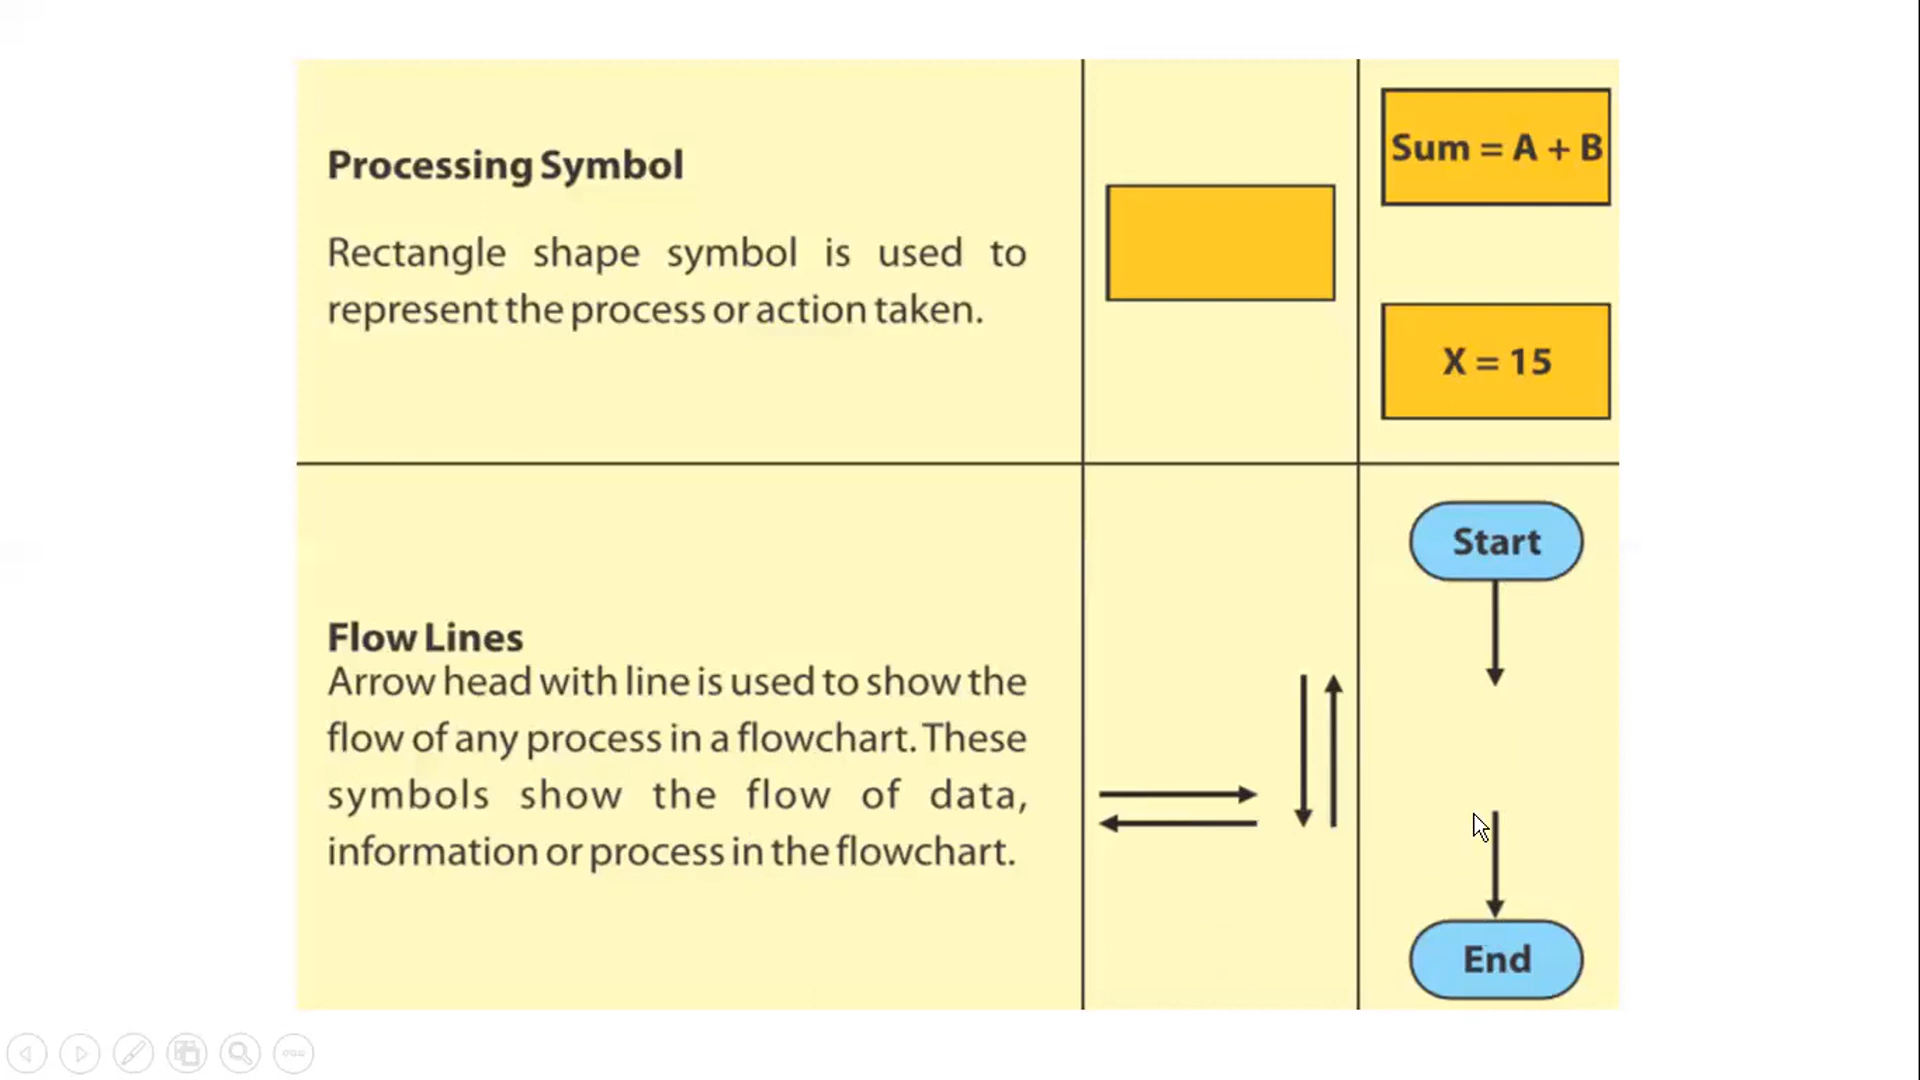 Processing Symbol
Rectangle shape symbol is used to
represent the process or action taken.
Sum = A + B
X = 15
Flow Lines
Arrow head with line is used to show the
flow of any process in a flowchart. These
symbols show the flow of data,
information or process in the flowchart.
Start
End